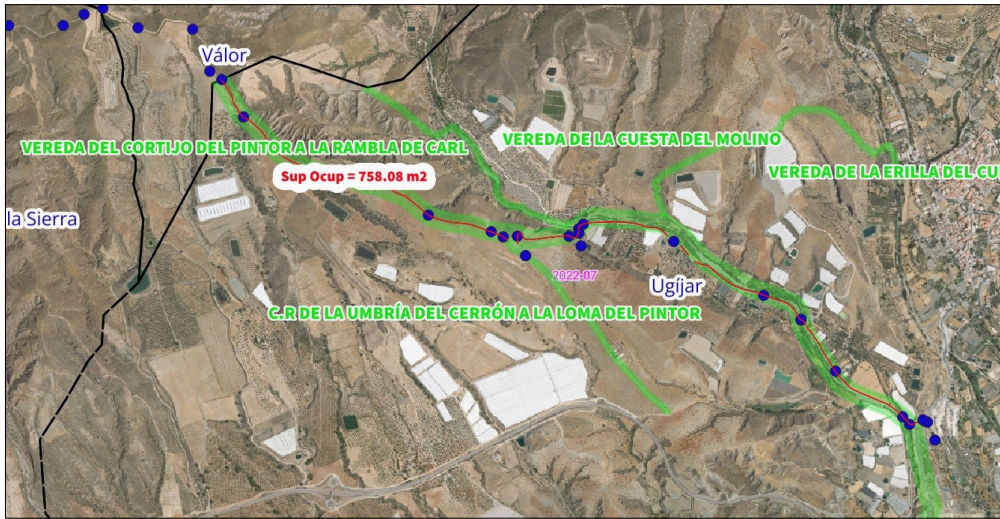 Válor
VEREDA DE LA CUESTA DEL MOLINO
VEREDA DEL CORTIJO DEL PINTOR A LA RAMBLA DE CARL
VEREDA DE LA ERILLA DEL CU
Sup Ocup = 758.08 m2
la Sierra
2022-07
Ugíjar
C.R DE LA UMBRÍA DEL CERRÓN A LA LOMA DEL PINTOR